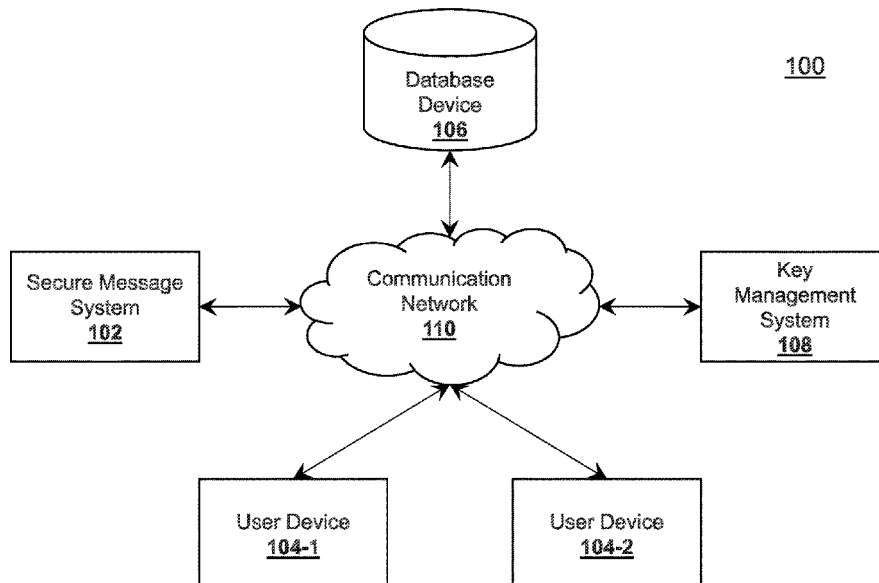 100
Database
Device
106
Secure Message
System
102
Communication
Network
110
Key
Management
System
108
User Device
104-1
User Device
104-2